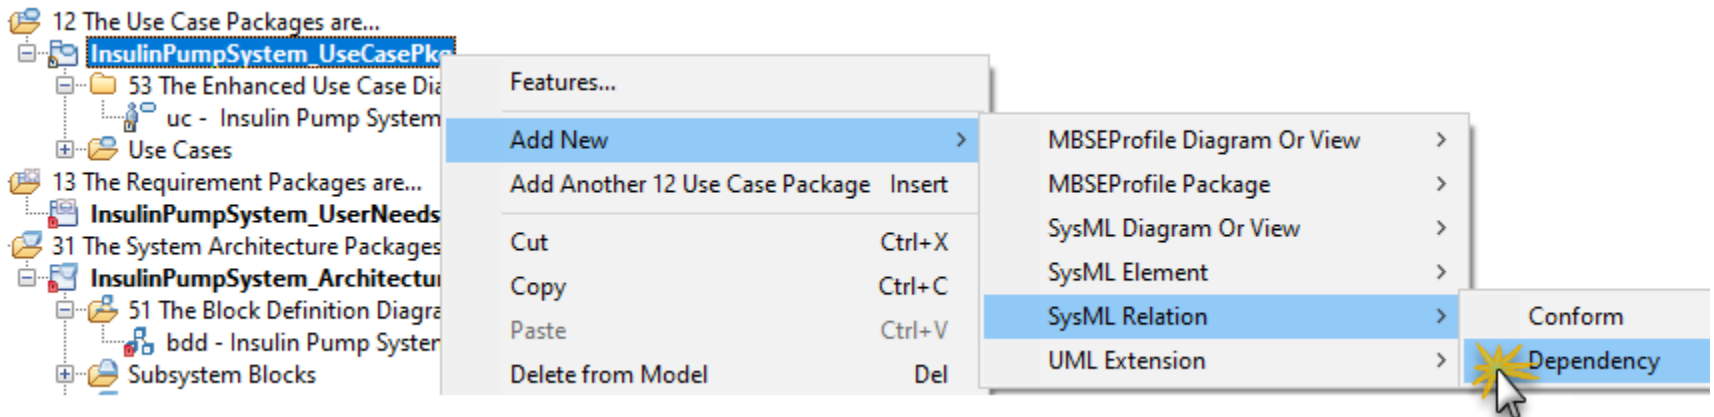 12 The Use Case Packages are...
InsulinPumpSystem_UseCasePkg
53 The Enhanced Use Case Dia
uc - Insulin Pump System
Use Cases
13 The Requirement Packages are...
InsulinPumpSystem_UserNeeds
31 The System Architecture Packages
InsulinPumpSystem_Architectu
51 The Block Definition Diagra
bdd - Insulin Pump System
Subsystem Blocks
Features...
Add New >
Add Another 12 Use Case Package Insert
Cut Ctrl+X
Copy Ctrl+C
Paste Ctrl+V
Delete from Model Del
MBSEProfile Diagram Or View >
MBSEProfile Package >
SysML Diagram Or View >
SysML Element >
SysML Relation >
UML Extension >
Conform
Dependency